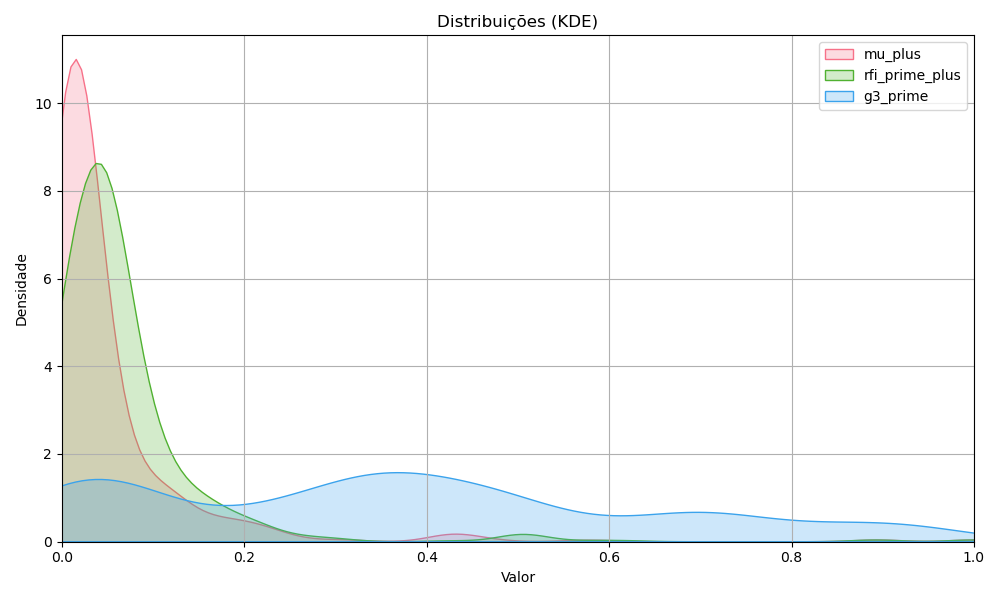 Distribuições (KDE)
mu_plus
rfi_prime_plus
g3_prime
Densidade
10
8
6
4
2
0
0.0 0.2 0.4 0.6 0.8 1.0
Valor